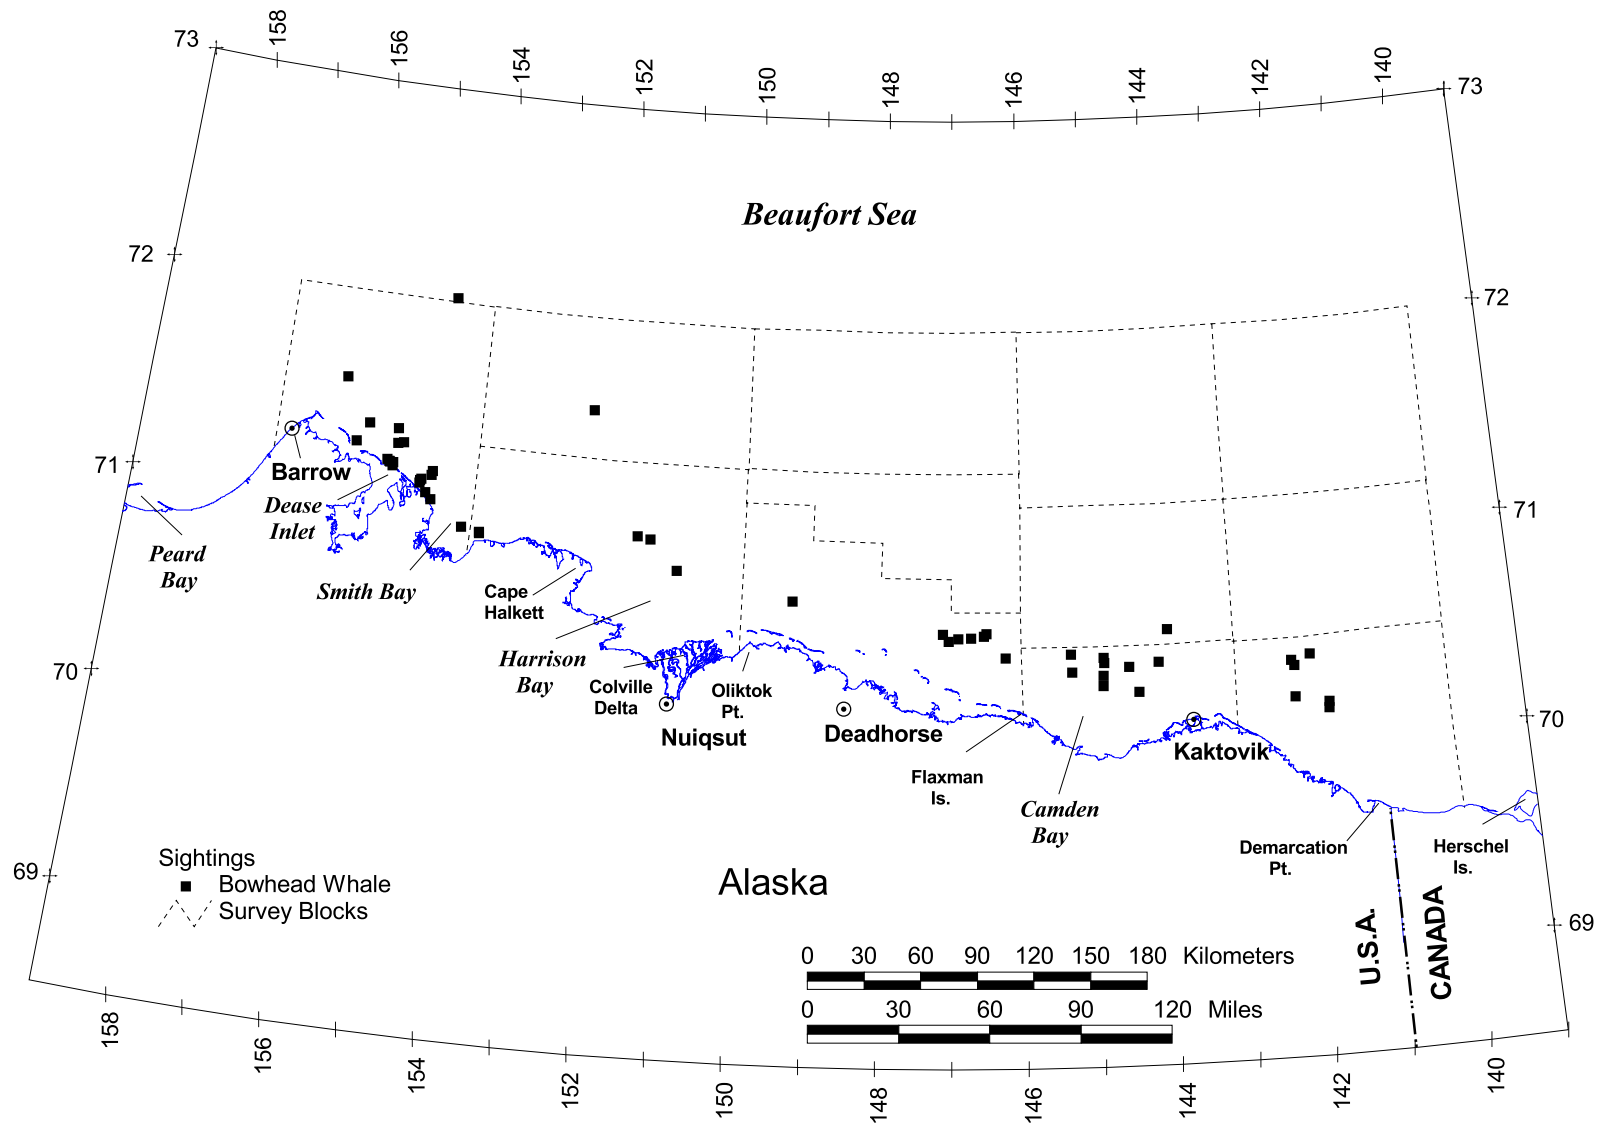 158
156
154
152
150
148
146
144
142
140
73
73
Beaufort Sea
72
72
71
71
Barrow
Dease
Inlet
Peard
Bay
Smith Bay
Cape
Halkett
Harrison
Bay
Colville
Delta
Oliktok
Pt.
Nuiqsut
Deadhorse
Flaxman
Is.
Camden
Bay
Kaktovik
Demarcation
Pt.
Herschel
Is.
70
70
69
69
Sightings
Bowhead Whale
Survey Blocks
Alaska
U.S.A.
CANADA
0 30 60 90 120 150 180 Kilometers
0 30 60 90 120 Miles
158
156
154
152
150
148
146
144
142
140